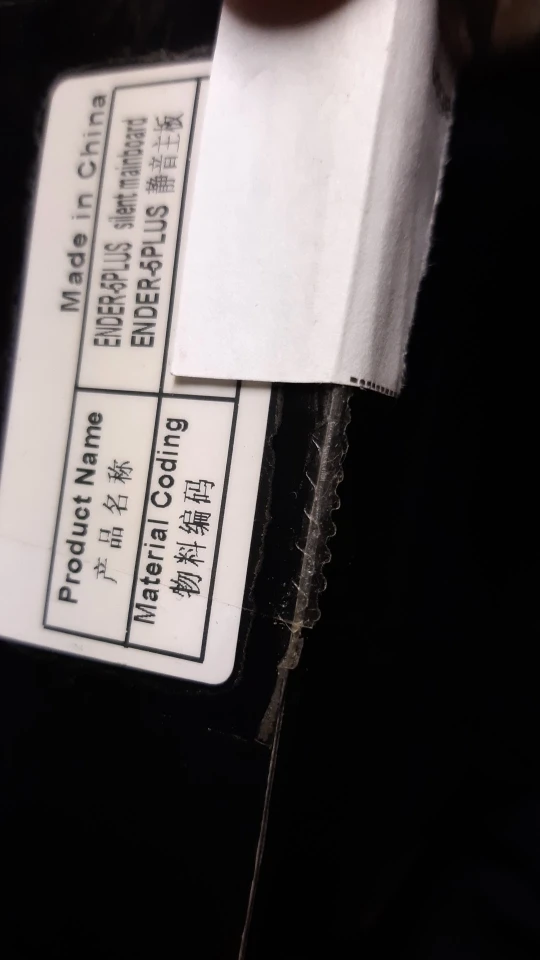 Made in China
Product Name
产品名称
ENDER-5PLUS silent mainboard
ENDER-5PLUS 静音主板
Material Coding
物料编码